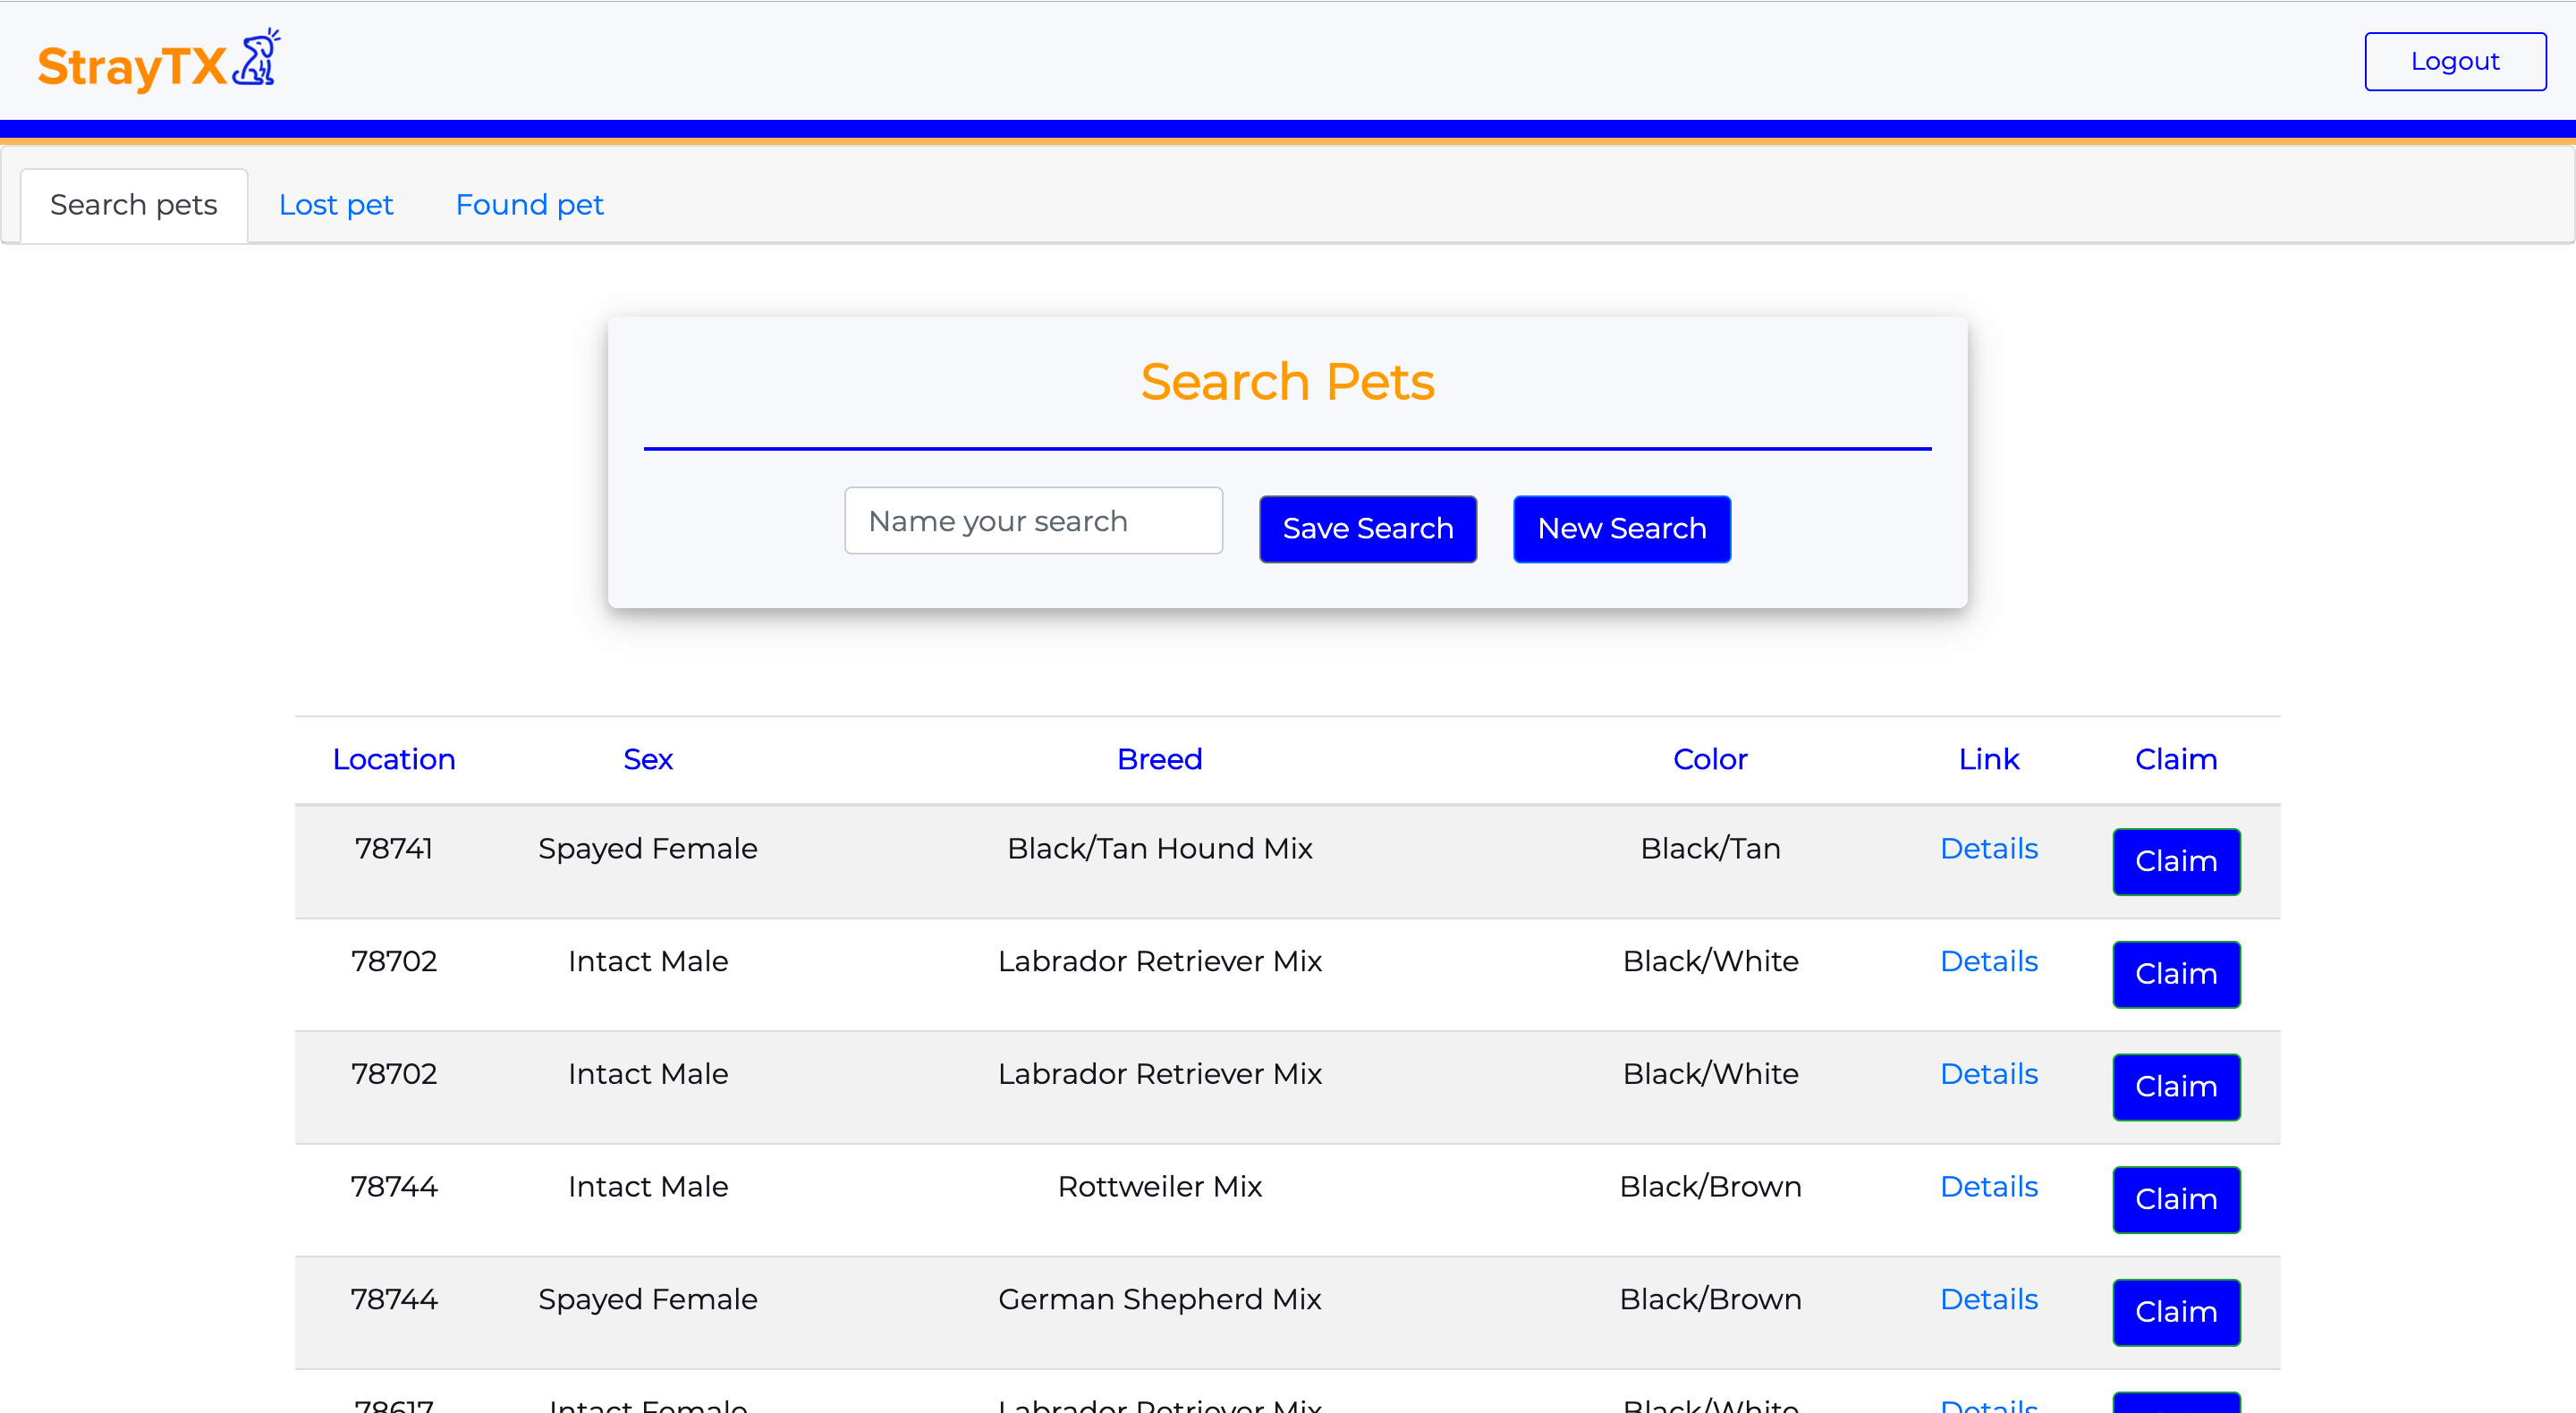 StrayTX
Logout
Search pets Lost pet Found pet
Search Pets
Name your search Save Search New Search
Location Sex Breed Color Link Claim
78741 Spayed Female Black/Tan Hound Mix Black/Tan Details Claim
78702 Intact Male Labrador Retriever Mix Black/White Details Claim
78702 Intact Male Labrador Retriever Mix Black/White Details Claim
78744 Intact Male Rottweiler Mix Black/Brown Details Claim
78744 Spayed Female German Shepherd Mix Black/Brown Details Claim
78617 Intact Female Labrador Retriever Mix Black/White Details